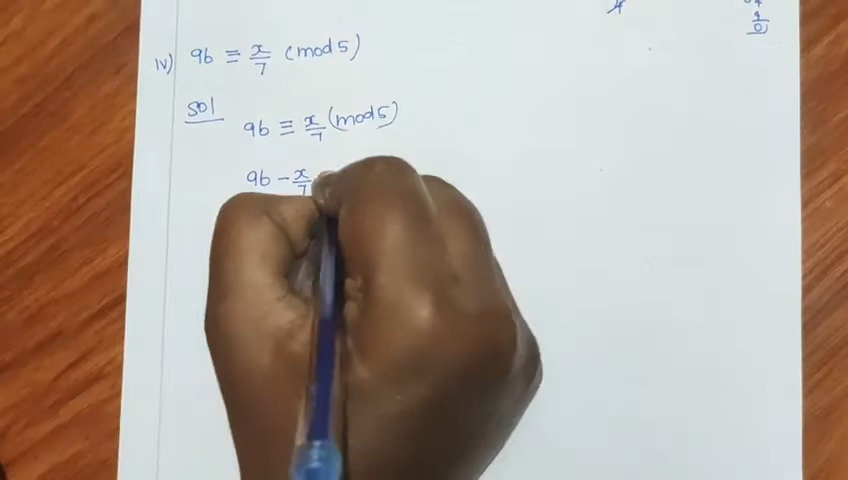 iv) 96 ≡ x/7 (mod 5)
Sol
96 ≡ x/7 (mod 5)
96 - x/7